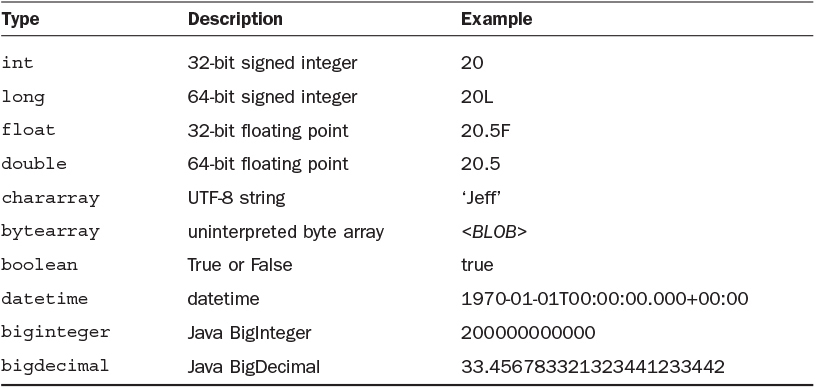 Type Description Example
int 32-bit signed integer 20
long 64-bit signed integer 20L
float 32-bit floating point 20.5F
double 64-bit floating point 20.5
chararray UTF-8 string ‘Jeff’
bytearray uninterpreted byte array <BLOB>
boolean True or False true
datetime datetime 1970-01-01T00:00:00.000+00:00
biginteger Java BigInteger 200000000000
bigdecimal Java BigDecimal 33.456783321323441233442